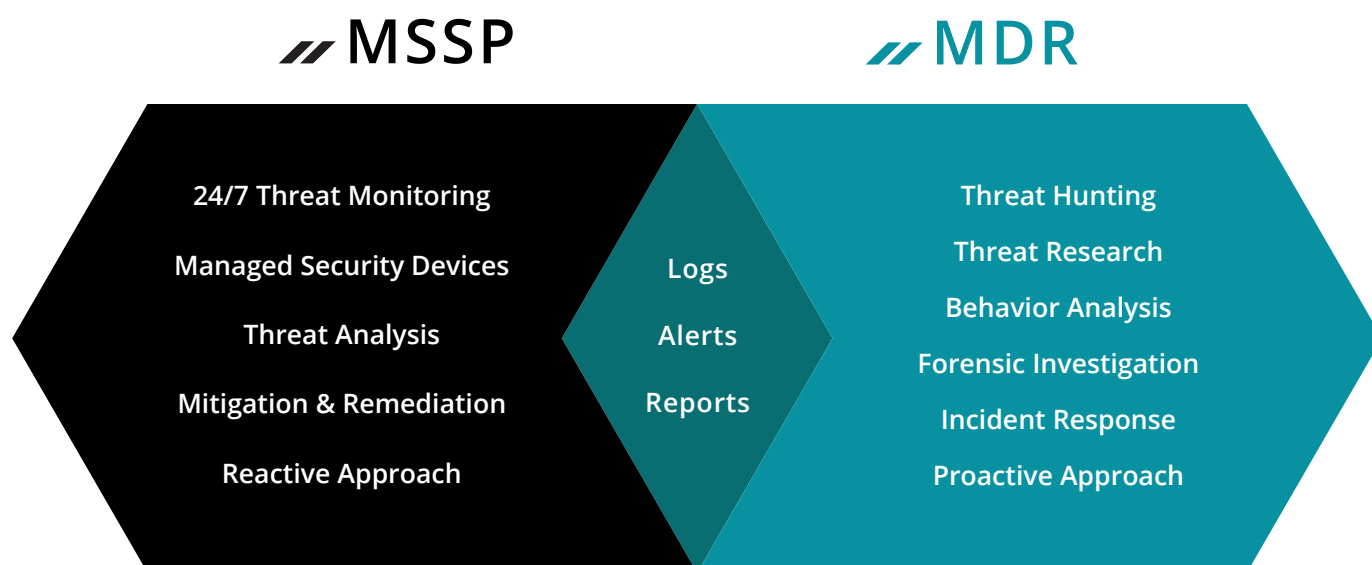 MSSP
24/7 Threat Monitoring
Managed Security Devices
Threat Analysis
Mitigation & Remediation
Reactive Approach
Logs
Alerts
Reports
MDR
Threat Hunting
Threat Research
Behavior Analysis
Forensic Investigation
Incident Response
Proactive Approach